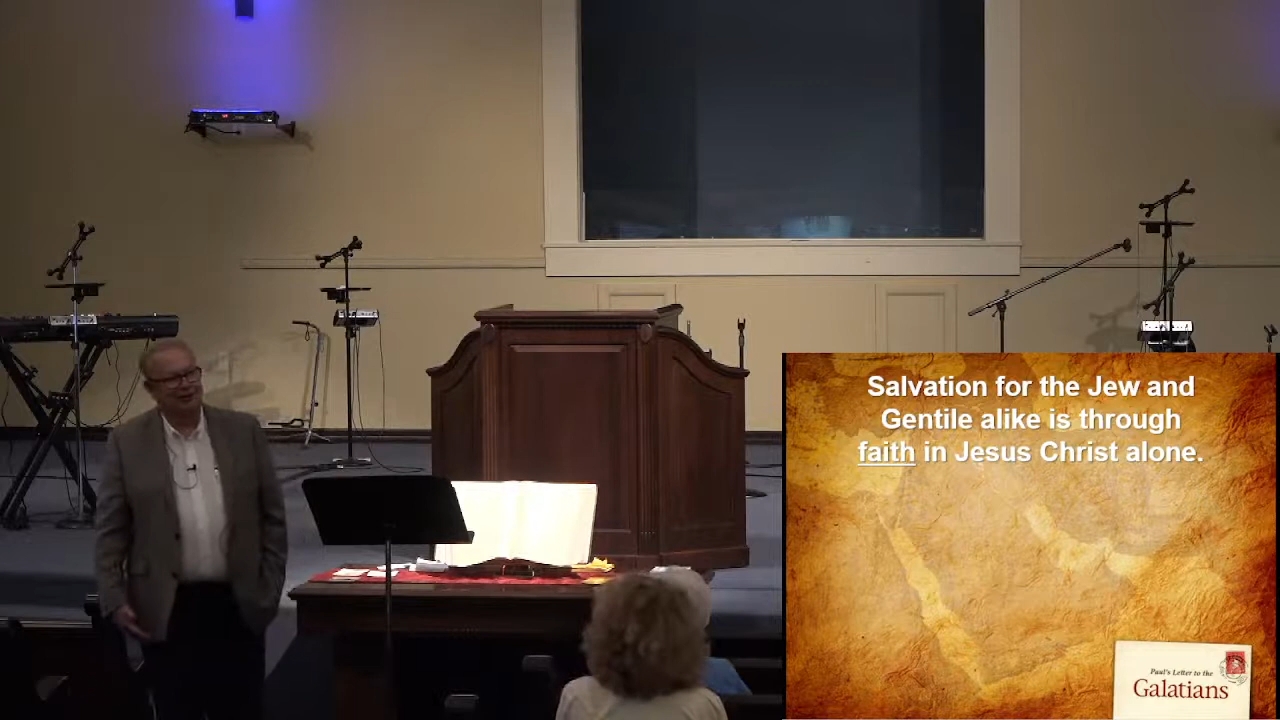 Salvation for the Jew and
Gentile alike is through
faith in Jesus Christ alone.
Paul's Letter to the
Galatians